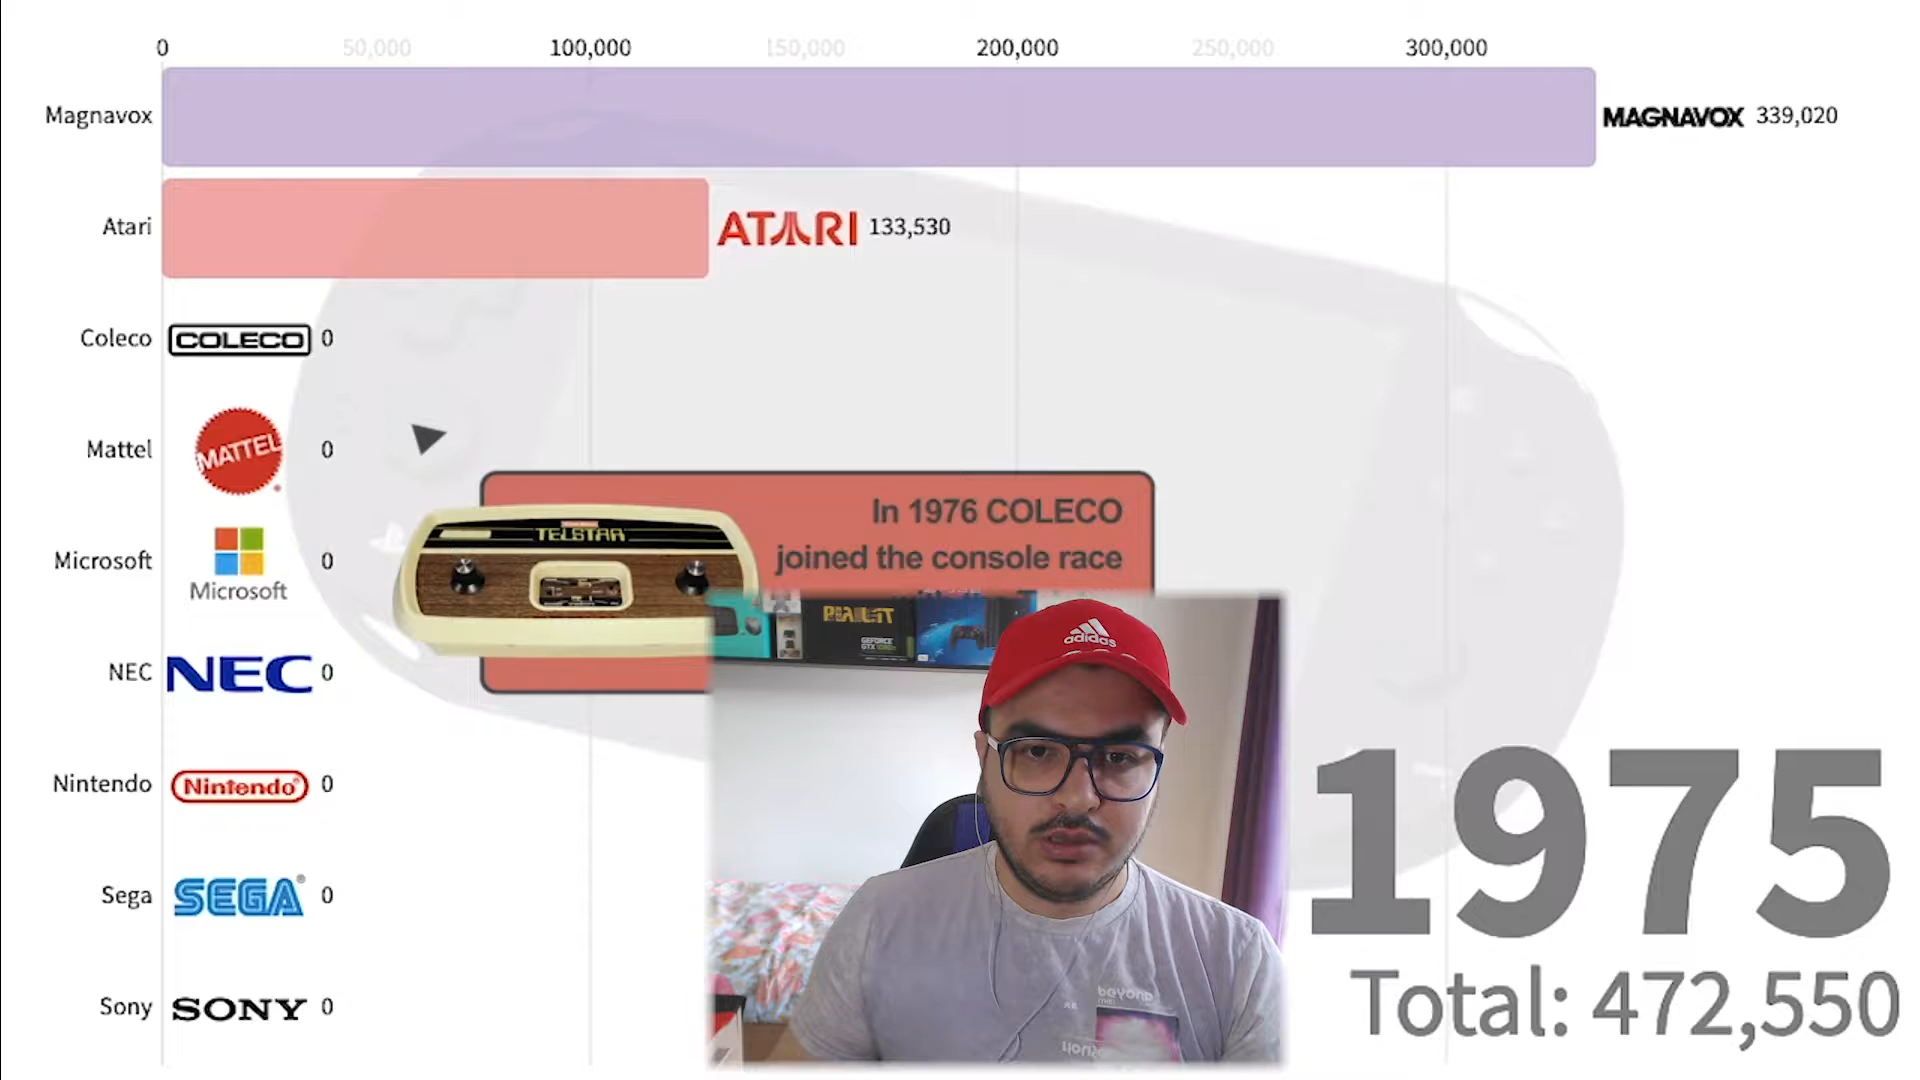 0 50,000 100,000 150,000 200,000 250,000 300,000
Magnavox MAGNAVOX 339,020
Atari ATARI 133,530
Coleco COLECO 0
Mattel MATTEL 0
Microsoft Microsoft 0
NEC NEC 0
Nintendo Nintendo® 0
Sega SEGA® 0
Sony SONY 0
In 1976 COLECO
joined the console race
TELSTAR
GEFORCE
adidas
beyond
1975
Total: 472,550